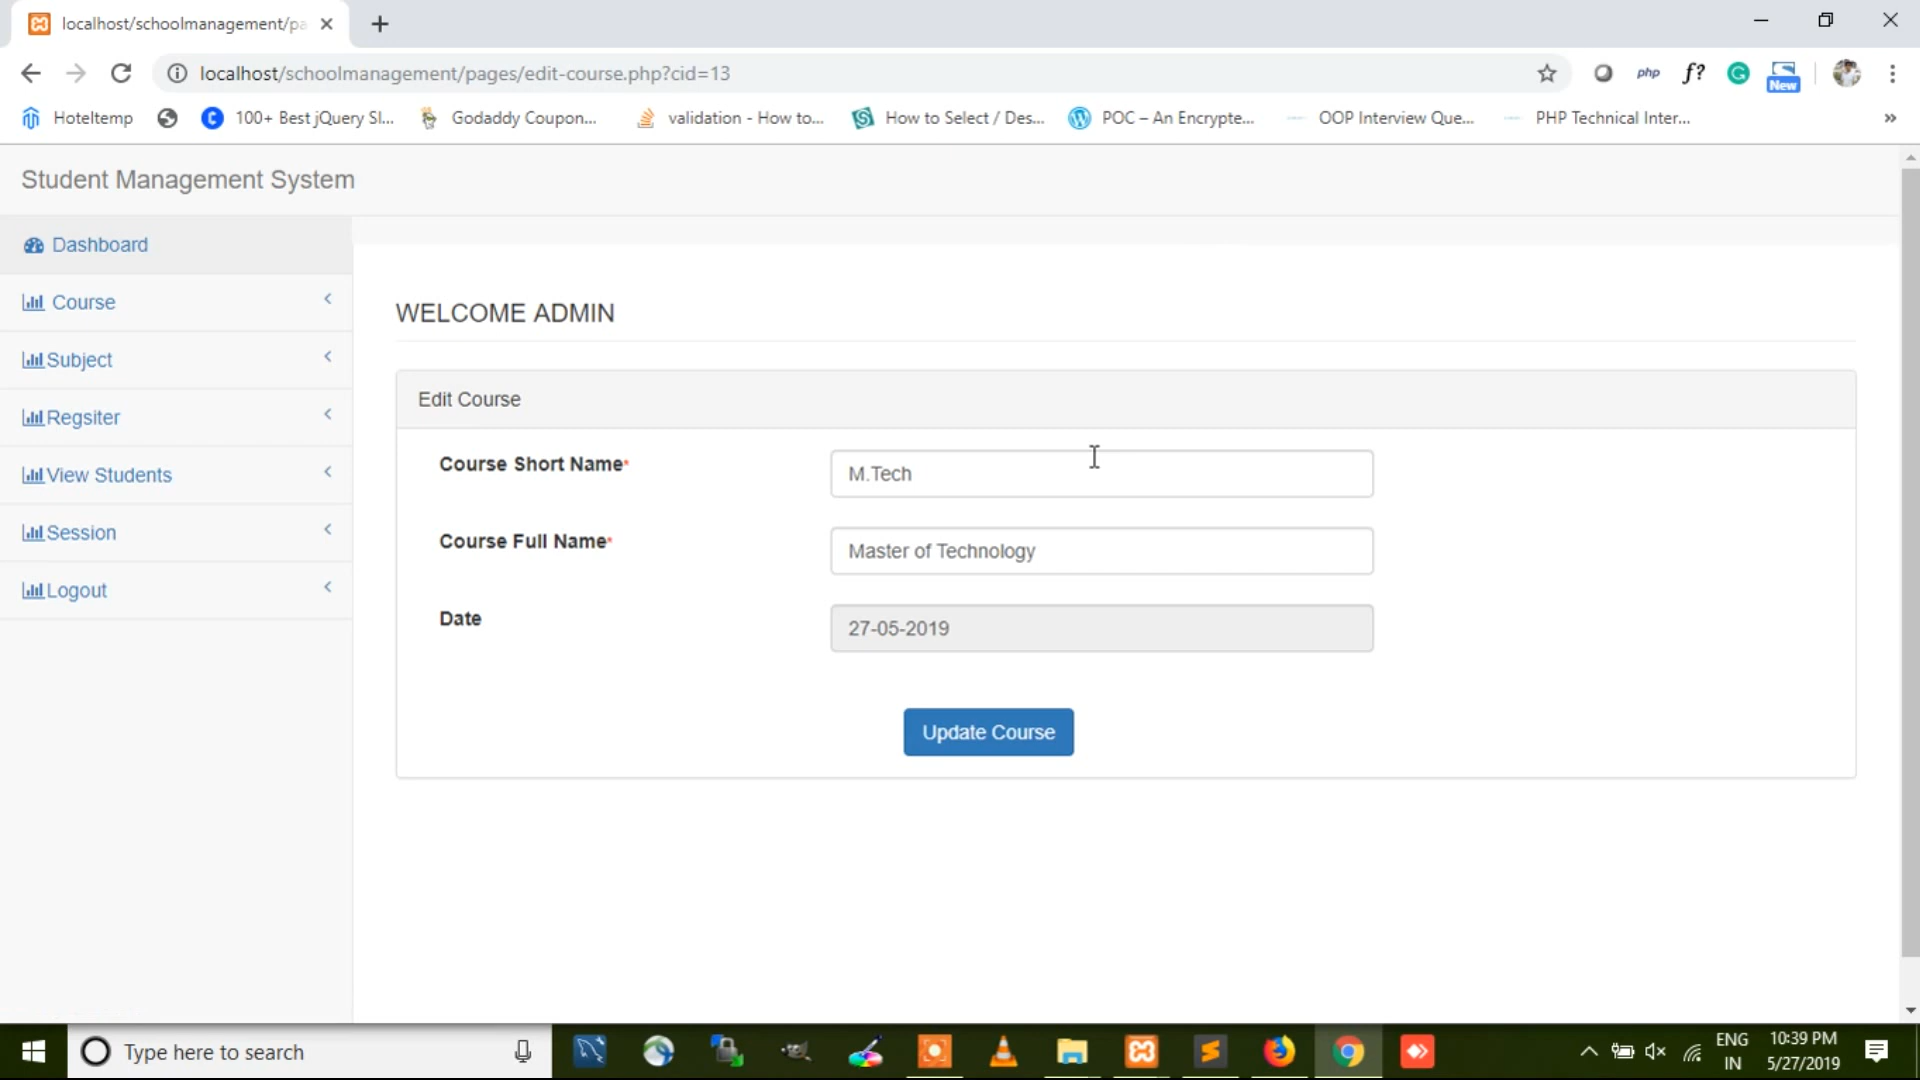 localhost/schoolmanagement/pa
localhost/schoolmanagement/pages/edit-course.php?cid=13
php
f?
New
Hoteltemp
100+ Best jQuery Sl...
Godaddy Coupon...
validation - How to...
How to Select / Des...
POC – An Encrypte...
OOP Interview Que...
PHP Technical Inter...
»
Student Management System
Dashboard
Course
Subject
Regsiter
View Students
Session
Logout
WELCOME ADMIN
Edit Course
Course Short Name*
M.Tech
Course Full Name*
Master of Technology
Date
27-05-2019
Update Course
Type here to search
ENG
IN
10:39 PM
5/27/2019